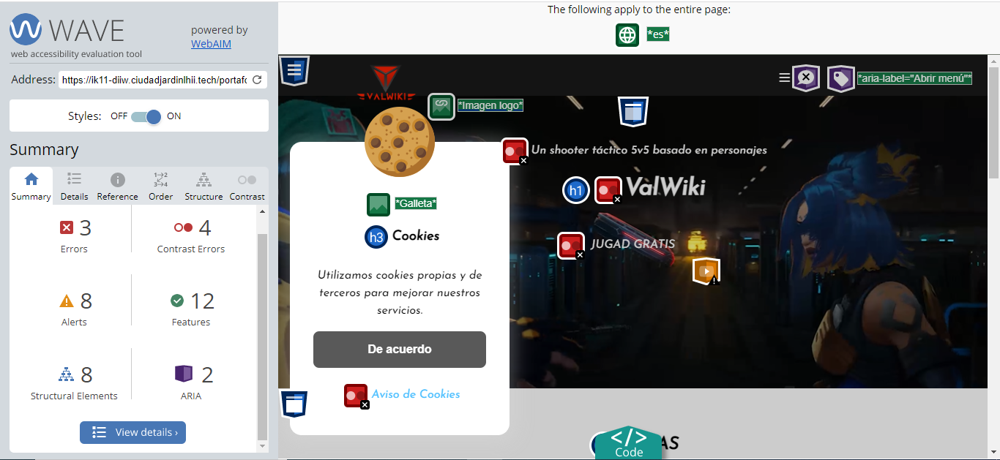 WAVE
powered by
WebAIM
web accessibility evaluation tool
Address: https://ik11-diiw.ciudadjardinlhii.tech/portafo
Styles: OFF ON
Summary
Summary Details Reference Order Structure Contrast
3 4
Errors Contrast Errors
8 12
Alerts Features
8 2
Structural Elements ARIA
View details ›
The following apply to the entire page:
*es*
VALWIKI
*Imagen logo*
*aria-label="Abrir menú"*
*Galleta*
h3 Cookies
Utilizamos cookies propias y de
terceros para mejorar nuestros
servicios.
De acuerdo
Aviso de Cookies
Un shooter táctico 5v5 basado en personajes
h1 ValWiki
JUGAD GRATIS
</>
Code